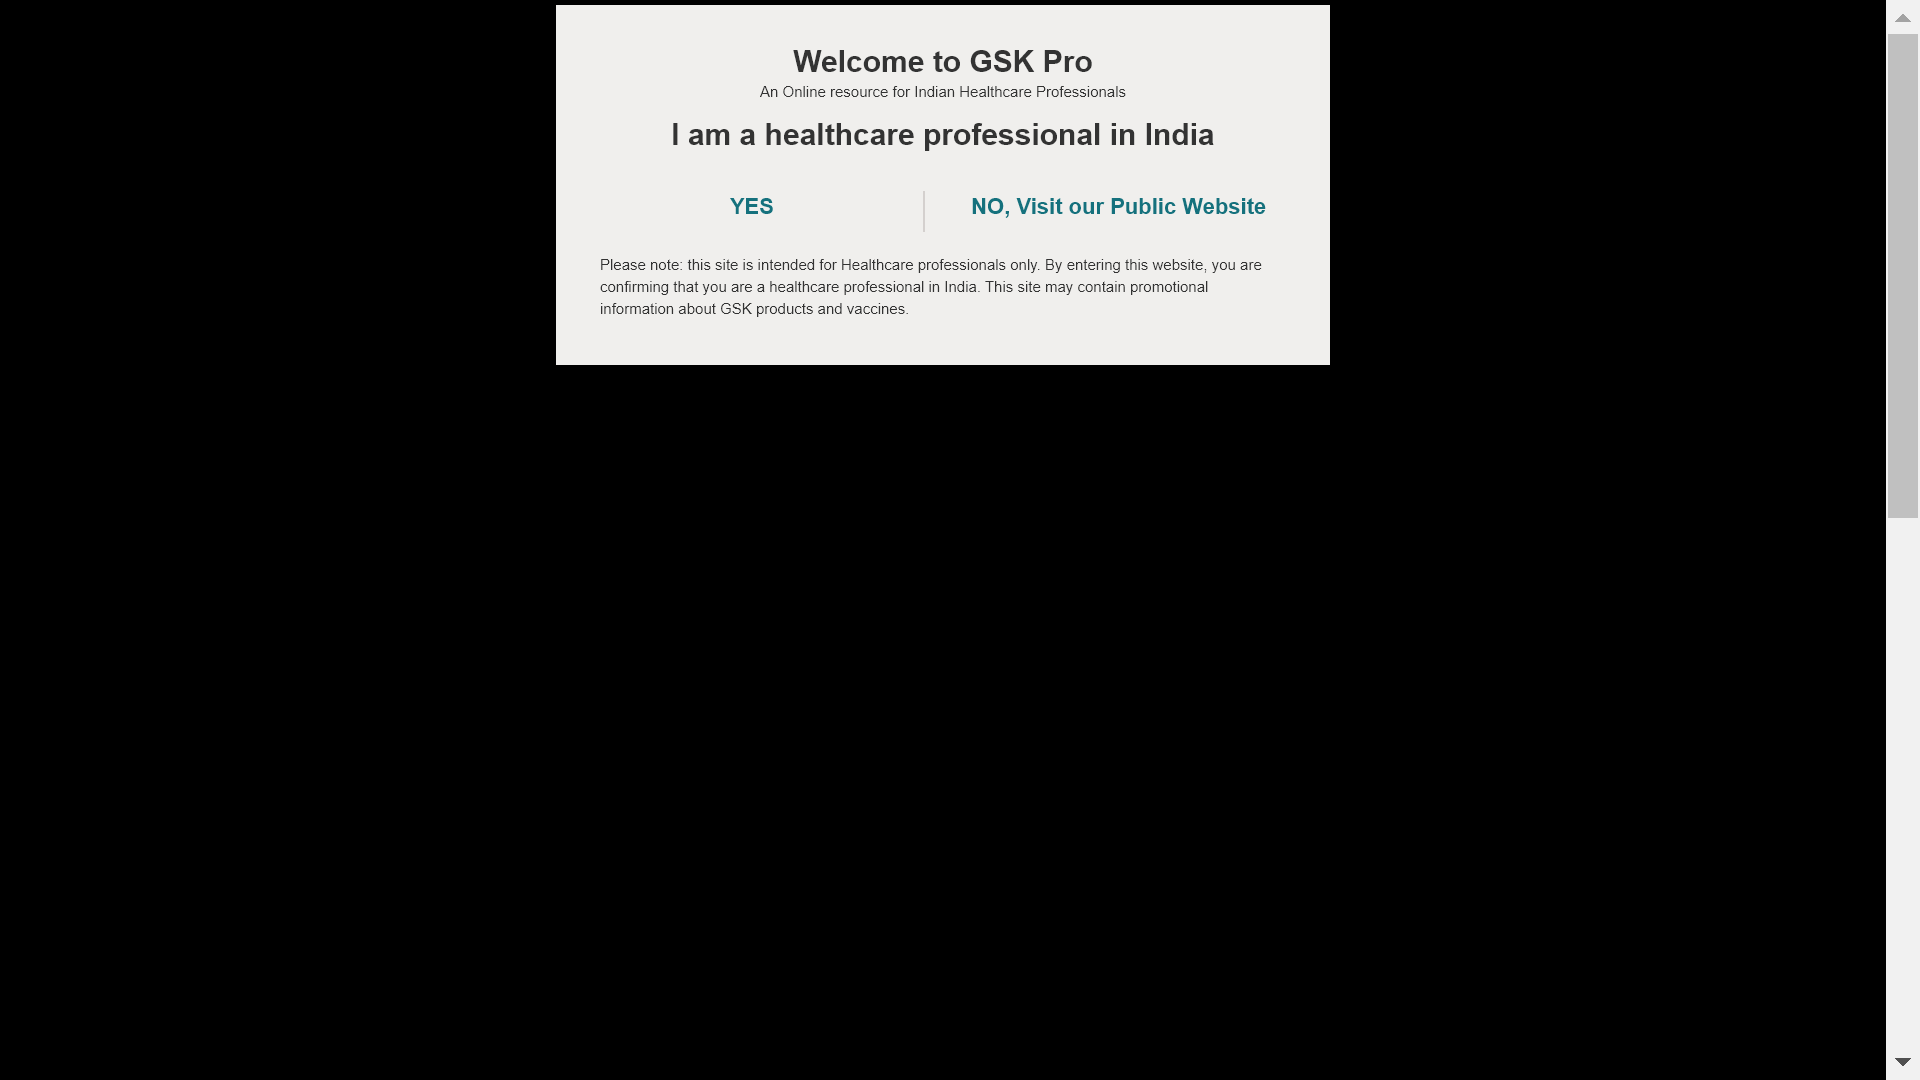 Welcome to GSK Pro
An Online resource for Indian Healthcare Professionals
I am a healthcare professional in India
YES
NO, Visit our Public Website
Please note: this site is intended for Healthcare professionals only. By entering this website, you are
confirming that you are a healthcare professional in India. This site may contain promotional
information about GSK products and vaccines.